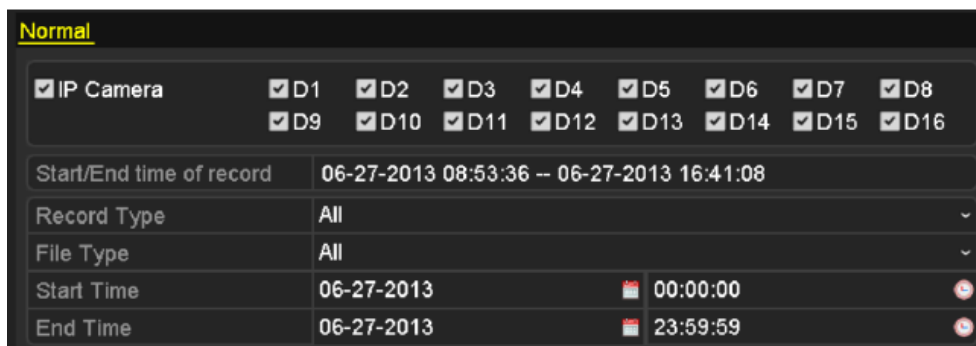 Normal
IP Camera D1 D2 D3 D4 D5 D6 D7 D8
D9 D10 D11 D12 D13 D14 D15 D16
Start/End time of record 06-27-2013 08:53:36 -- 06-27-2013 16:41:08
Record Type All
File Type All
Start Time 06-27-2013 00:00:00
End Time 06-27-2013 23:59:59